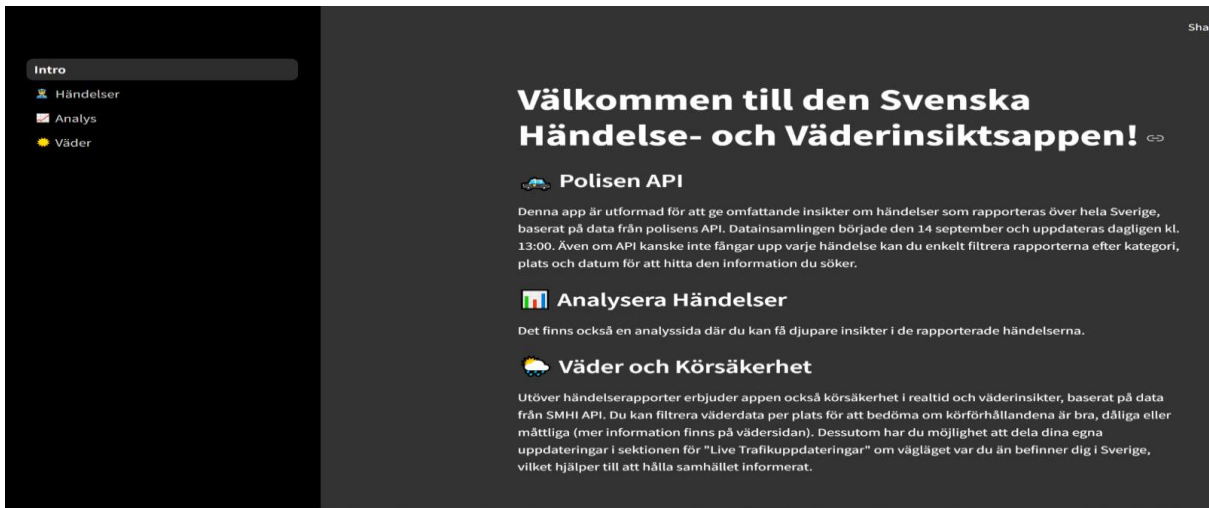 Sha
Intro
Händelser
Analys
Väder
Välkommen till den Svenska
Händelse- och Väderinsiktsappen!
Polisen API
Denna app är utformad för att ge omfattande insikter om händelser som rapporteras över hela Sverige,
baserat på data från polisens API. Datainsamlingen började den 14 september och uppdateras dagligen kl.
13:00. Även om API kanske inte fångar upp varje händelse kan du enkelt filtrera rapporterna efter kategori,
plats och datum för att hitta den information du söker.
Analysera Händelser
Det finns också en analyssida där du kan få djupare insikter i de rapporterade händelserna.
Väder och Körsäkerhet
Utöver händelserapporter erbjuder appen också körsäkerhet i realtid och väderinsikter, baserat på data
från SMHI API. Du kan filtrera väderdata per plats för att bedöma om körförhållandena är bra, dåliga eller
måttliga (mer information finns på vädersidan). Dessutom har du möjlighet att dela dina egna
uppdateringar i sektionen för "Live Trafikuppdateringar" om vägläget var du än befinner dig i Sverige,
vilket hjälper till att hålla samhället informerat.